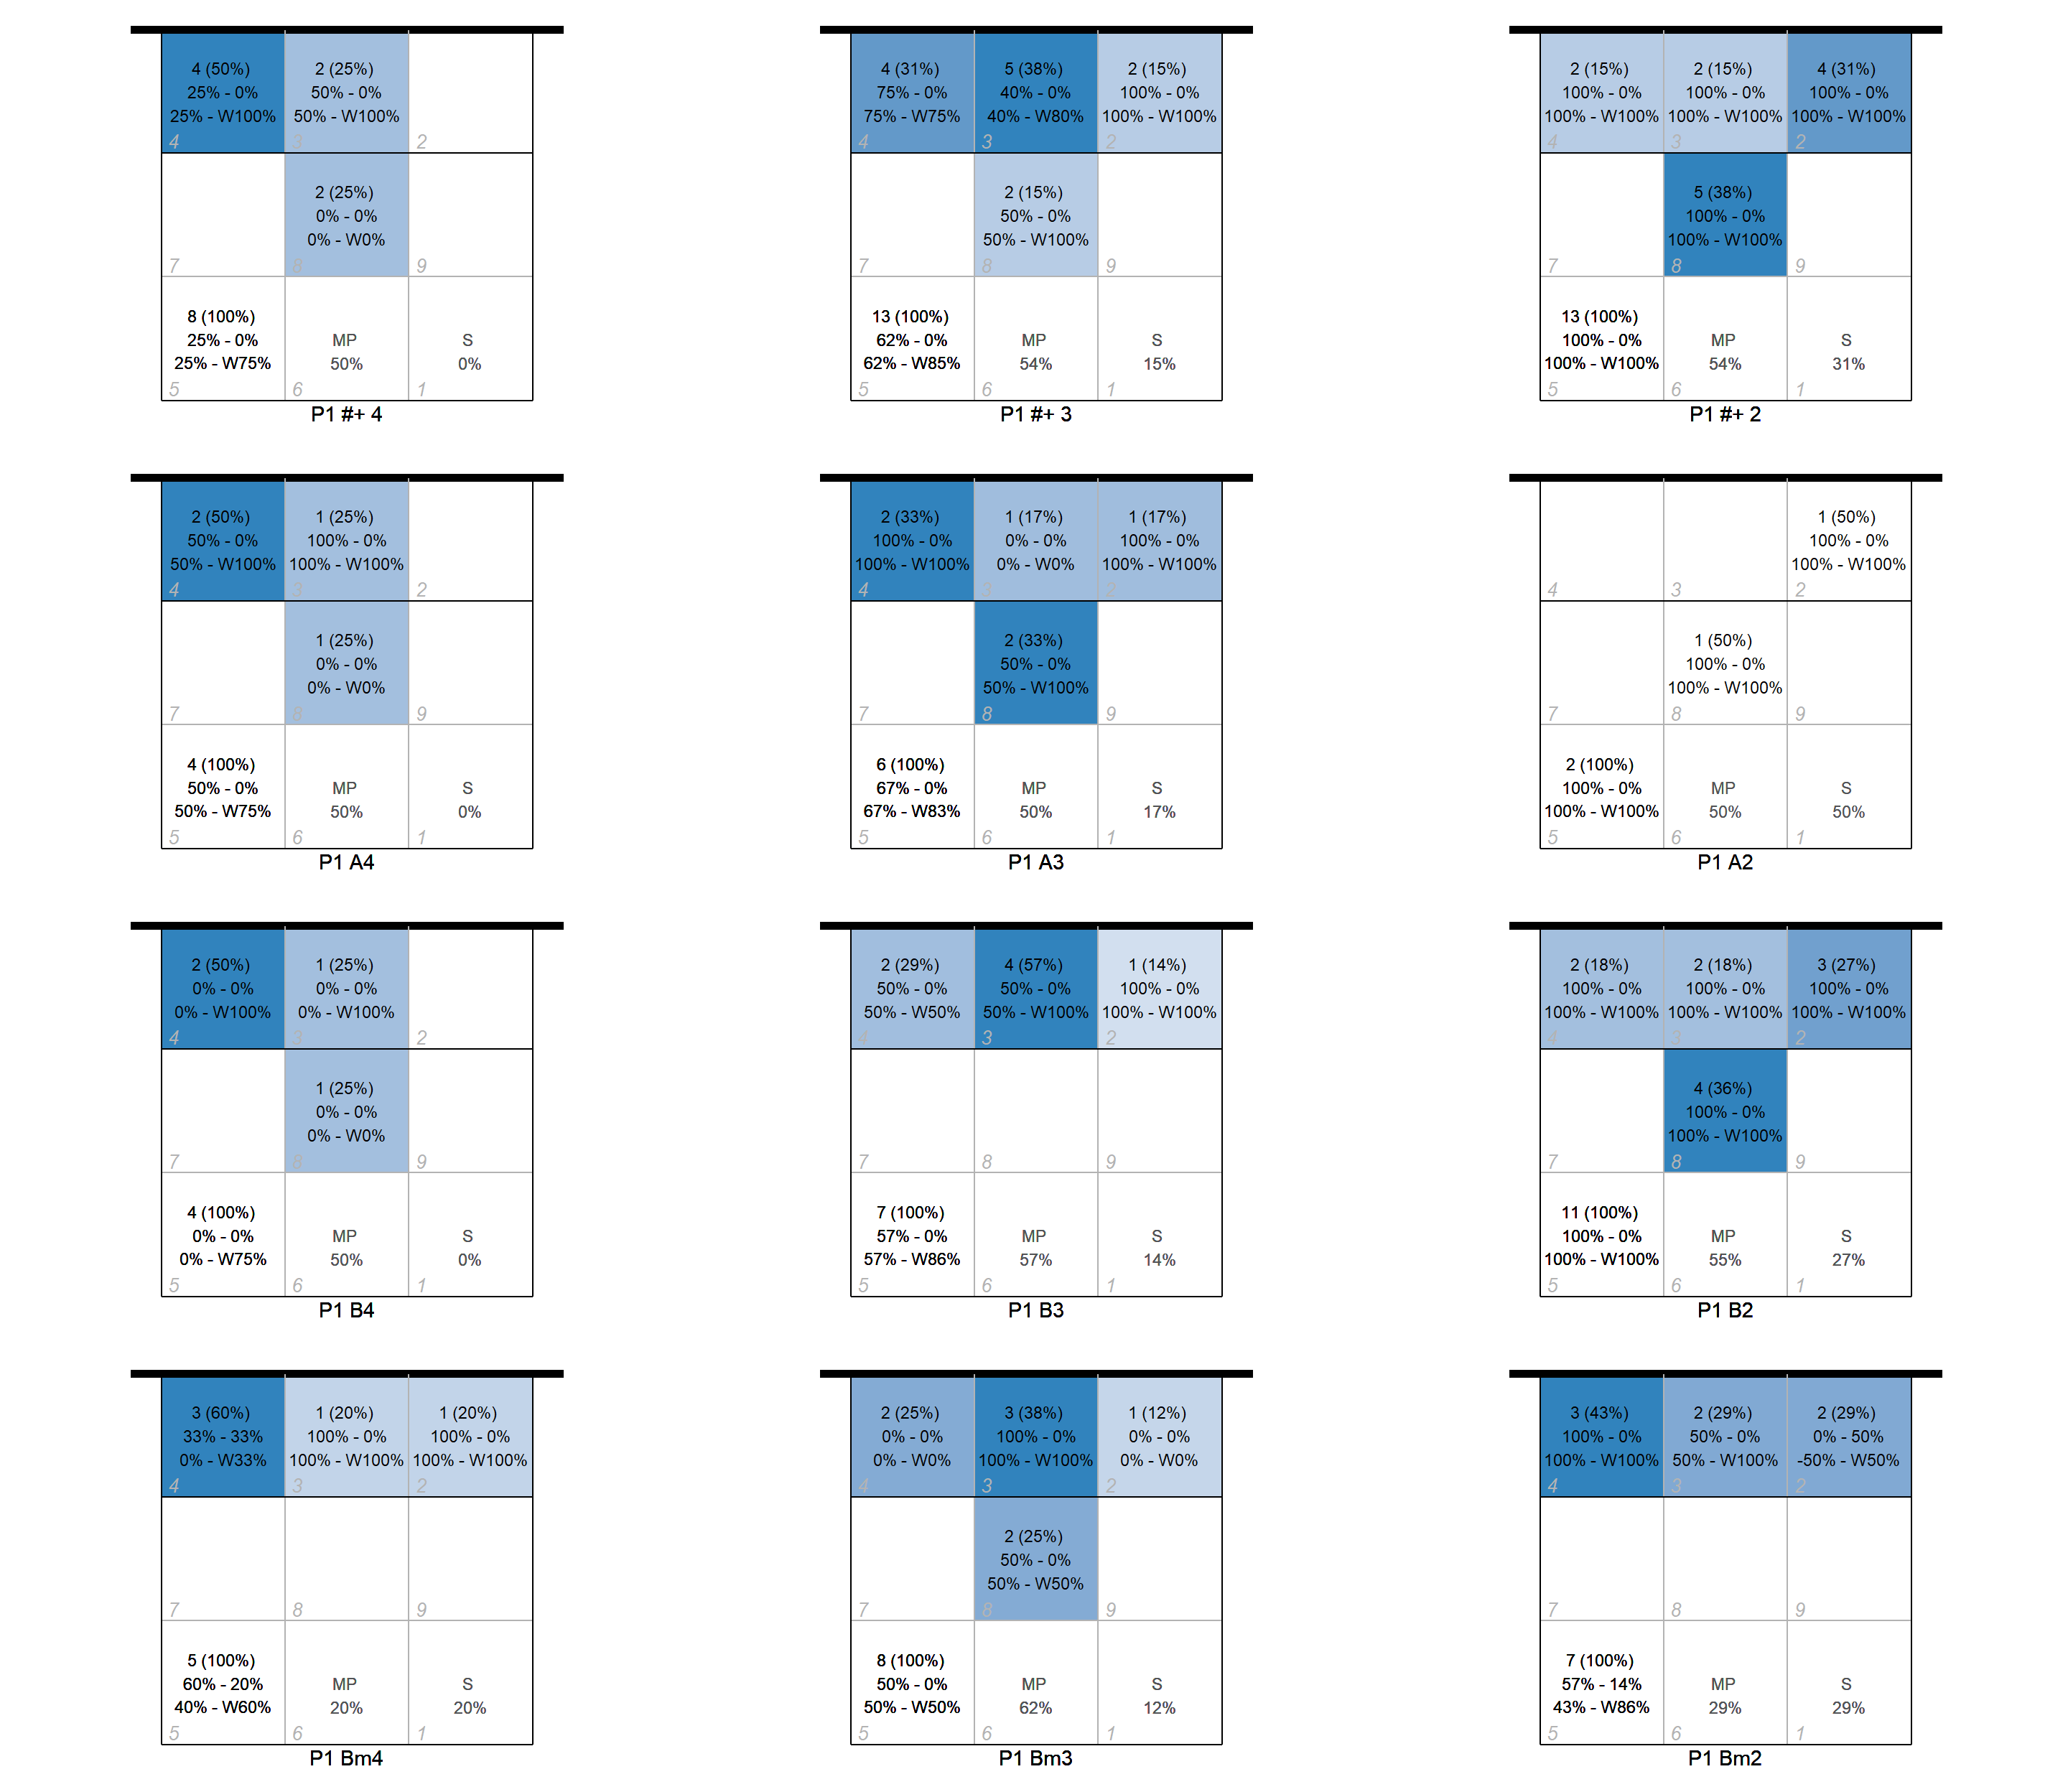 4 (50%)
25% - 0%
25% - W100%
4
2 (25%)
50% - 0%
50% - W100%
3
2
7
2 (25%)
0% - 0%
0% - W0%
8
9
8 (100%)
25% - 0%
25% - W75%
5
MP
50%
6
S
0%
1
P1 #+ 4
4 (31%)
75% - 0%
75% - W75%
4
5 (38%)
40% - 0%
40% - W80%
3
2 (15%)
100% - 0%
100% - W100%
2
7
2 (15%)
50% - 0%
50% - W100%
8
9
13 (100%)
62% - 0%
62% - W85%
5
MP
54%
6
S
15%
1
P1 #+ 3
2 (15%)
100% - 0%
100% - W100%
4
2 (15%)
100% - 0%
100% - W100%
3
4 (31%)
100% - 0%
100% - W100%
2
7
5 (38%)
100% - 0%
100% - W100%
8
9
13 (100%)
100% - 0%
100% - W100%
5
MP
54%
6
S
31%
1
P1 #+ 2
2 (50%)
50% - 0%
50% - W100%
4
1 (25%)
100% - 0%
100% - W100%
3
2
7
1 (25%)
0% - 0%
0% - W0%
8
9
4 (100%)
50% - 0%
50% - W75%
5
MP
50%
6
S
0%
1
P1 A4
2 (33%)
100% - 0%
100% - W100%
4
1 (17%)
0% - 0%
0% - W0%
3
1 (17%)
100% - 0%
100% - W100%
2
7
2 (33%)
50% - 0%
50% - W100%
8
9
6 (100%)
67% - 0%
67% - W83%
5
MP
50%
6
S
17%
1
P1 A3
4
3
1 (50%)
100% - 0%
100% - W100%
2
7
1 (50%)
100% - 0%
100% - W100%
8
9
2 (100%)
100% - 0%
100% - W100%
5
MP
50%
6
S
50%
1
P1 A2
2 (50%)
0% - 0%
0% - W100%
4
1 (25%)
0% - 0%
0% - W100%
3
2
7
1 (25%)
0% - 0%
0% - W0%
8
9
4 (100%)
0% - 0%
0% - W75%
5
MP
50%
6
S
0%
1
P1 B4
2 (29%)
50% - 0%
50% - W50%
4
4 (57%)
50% - 0%
50% - W100%
3
1 (14%)
100% - 0%
100% - W100%
2
7
8
9
7 (100%)
57% - 0%
57% - W86%
5
MP
57%
6
S
14%
1
P1 B3
2 (18%)
100% - 0%
100% - W100%
4
2 (18%)
100% - 0%
100% - W100%
3
3 (27%)
100% - 0%
100% - W100%
2
7
4 (36%)
100% - 0%
100% - W100%
8
9
11 (100%)
100% - 0%
100% - W100%
5
MP
55%
6
S
27%
1
P1 B2
3 (60%)
33% - 33%
0% - W33%
4
1 (20%)
100% - 0%
100% - W100%
3
1 (20%)
100% - 0%
100% - W100%
2
7
8
9
5 (100%)
60% - 20%
40% - W60%
5
MP
20%
6
S
20%
1
P1 Bm4
2 (25%)
0% - 0%
0% - W0%
4
3 (38%)
100% - 0%
100% - W100%
3
1 (12%)
0% - 0%
0% - W0%
2
7
2 (25%)
50% - 0%
50% - W50%
8
9
8 (100%)
50% - 0%
50% - W50%
5
MP
62%
6
S
12%
1
P1 Bm3
3 (43%)
100% - 0%
100% - W100%
4
2 (29%)
50% - 0%
50% - W100%
3
2 (29%)
0% - 50%
-50% - W50%
2
7
8
9
7 (100%)
57% - 14%
43% - W86%
5
MP
29%
6
S
29%
1
P1 Bm2